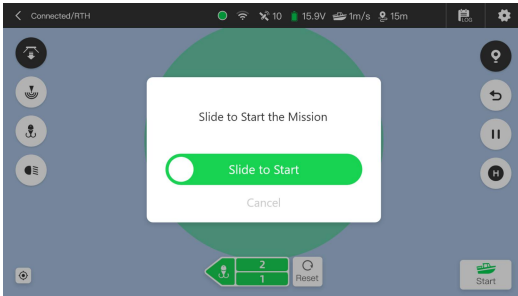 Connected/RTH
10
15.9V
1m/s
15m
LOG
Slide to Start the Mission
Slide to Start
Cancel
H
2
1
Reset
Start